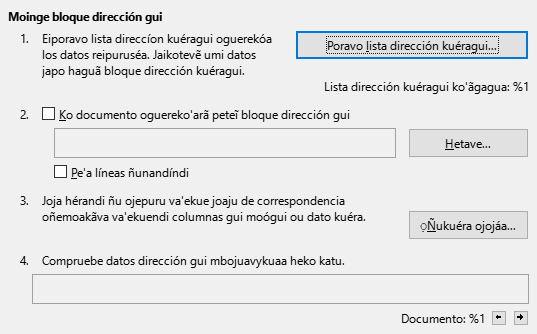 Moinge bloque dirección gui
1. Eiporavo lista direccíon kuéragui oguerekóa
los datos reipuruséa. Jaikotevẽ umi datos
japo haguã bloque dirección kuéragui.
Poravo lista dirección kuéragui...
Lista dirección kuéragui ko'ãgagua: %1
2. Ko documento oguereko'arã peteĩ bloque dirección gui
Hetave...
Pe'a líneas ñunandíndi
3. Joja hérandi ñu ojepuru va'ekue joaju de correspondencia
oñemoakãva va'ekuendi columnas gui moógui ou dato kuéra.
Ñukuéra ojojáa...
4. Compruebe datos dirección gui mbojuavykuaa heko katu.
Documento: %1